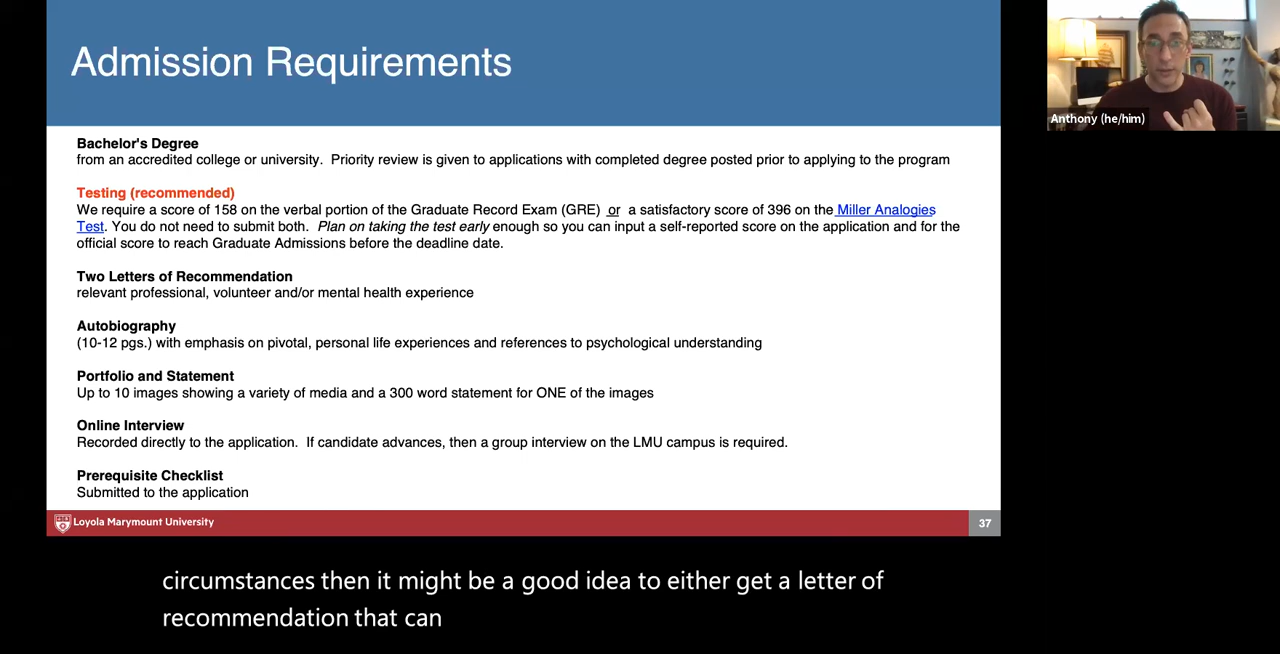 Admission Requirements
Anthony (he/him)
Bachelor's Degree
from an accredited college or university.  Priority review is given to applications with completed degree posted prior to applying to the program
Testing (recommended)
We require a score of 158 on the verbal portion of the Graduate Record Exam (GRE)  or  a satisfactory score of 396 on the Miller Analogies
Test. You do not need to submit both.  Plan on taking the test early enough so you can input a self-reported score on the application and for the
official score to reach Graduate Admissions before the deadline date.
Two Letters of Recommendation
relevant professional, volunteer and/or mental health experience
Autobiography
(10-12 pgs.) with emphasis on pivotal, personal life experiences and references to psychological understanding
Portfolio and Statement
Up to 10 images showing a variety of media and a 300 word statement for ONE of the images
Online Interview
Recorded directly to the application.  If candidate advances, then a group interview on the LMU campus is required.
Prerequisite Checklist
Submitted to the application
Loyola Marymount University
37
circumstances then it might be a good idea to either get a letter of
recommendation that can